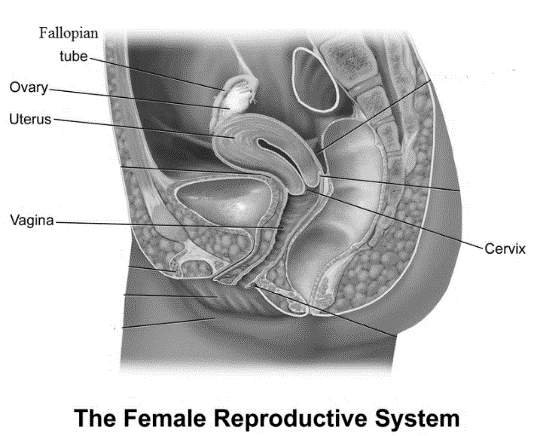 Fallopian
tube
Ovary
Uterus
Vagina
Cervix
The Female Reproductive System